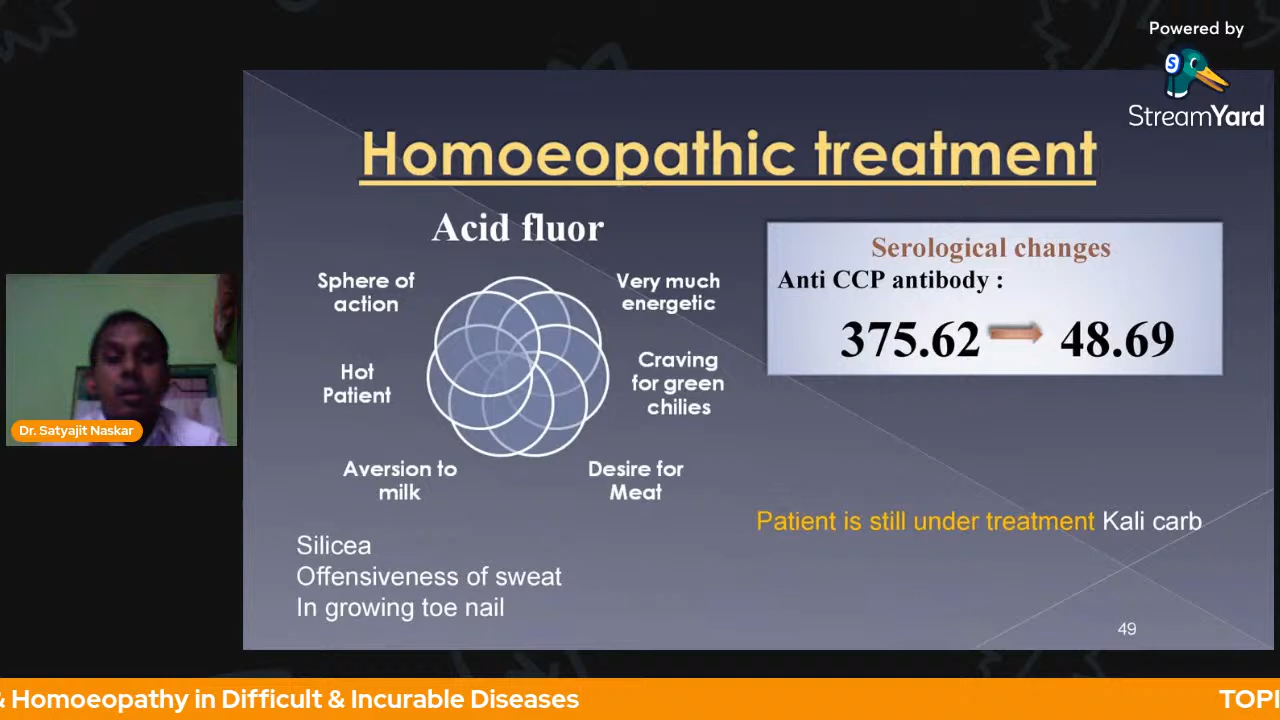 Powered by
S
StreamYard
Homoeopathic treatment
Acid fluor
Sphere of
action
Very much
energetic
Hot
Patient
Craving
for green
chilies
Aversion to
milk
Desire for
Meat
Silicea
Offensiveness of sweat
In growing toe nail
Serological changes
Anti CCP antibody :
375.62 48.69
Patient is still under treatment Kali carb
49
Dr. Satyajit Naskar
& Homoeopathy in Difficult & Incurable Diseases
TOPI